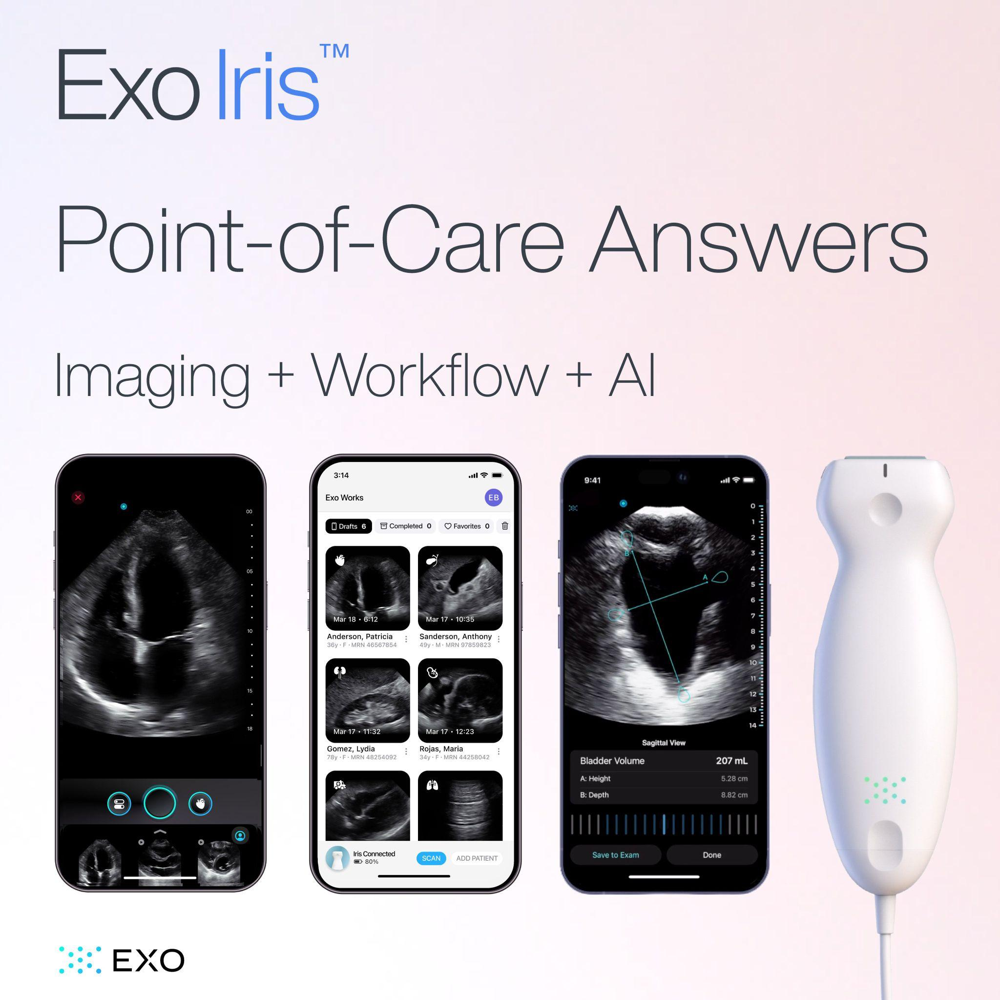 Exo Iris™
Point-of-Care Answers
Imaging + Workflow + AI
00
05
10
15
18
3:14
Exo Works
EB
Drafts 6
Completed 0
Favorites 0
Mar 18 • 6:12
Mar 17 • 10:35
Anderson, Patricia
Sanderson, Anthony
36y · F · MRN 46567854
49y · M · MRN 97859823
Mar 17 • 11:32
Mar 17 • 12:23
Gomez, Lydia
Rojas, Maria
78y · F · MRN 48254092
34y · F · MRN 44258042
Iris Connected
80%
SCAN
ADD PATIENT
9:41
B
A
0
1
2
3
4
5
6
7
8
9
10
11
12
13
14
Sagittal View
Bladder Volume 207 mL
A: Height 5.28 cm
B: Depth 8.82 cm
Save to Exam
Done
EXO